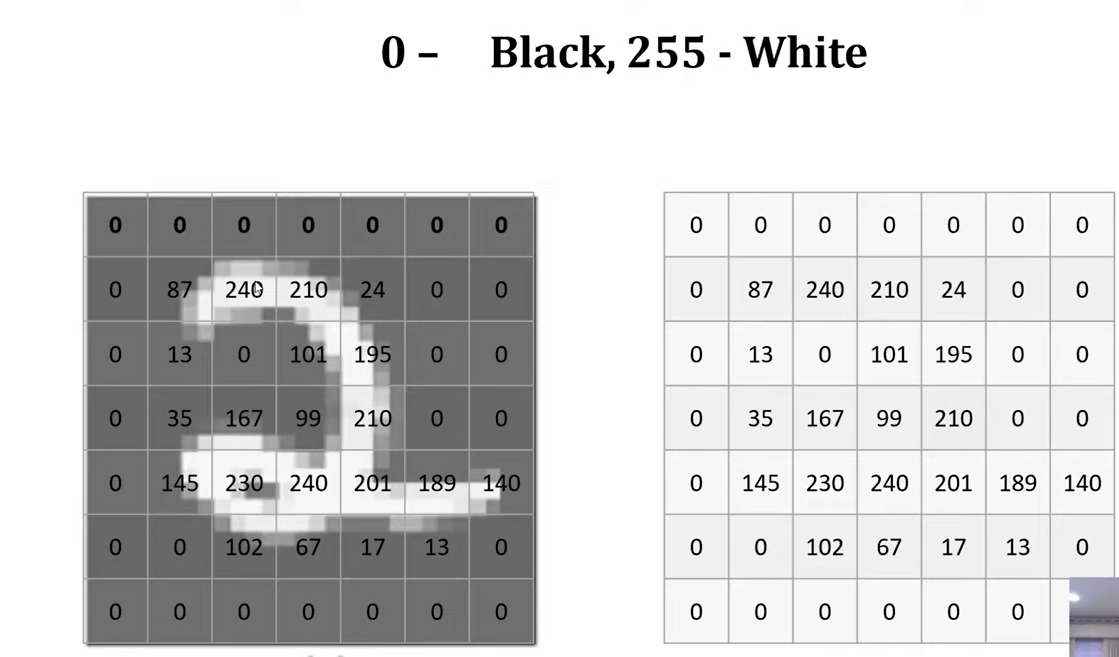 0 – Black, 255 - White
0 0 0 0 0 0 0 0 0 0 0 0 0 0
0 87 240 210 24 0 0 0 87 240 210 24 0 0
0 13 0 101 195 0 0 0 13 0 101 195 0 0
0 35 167 99 210 0 0 0 35 167 99 210 0 0
0 145 230 240 201 189 140 0 145 230 240 201 189 140
0 0 102 67 17 13 0 0 0 102 67 17 13 0
0 0 0 0 0 0 0 0 0 0 0 0 0